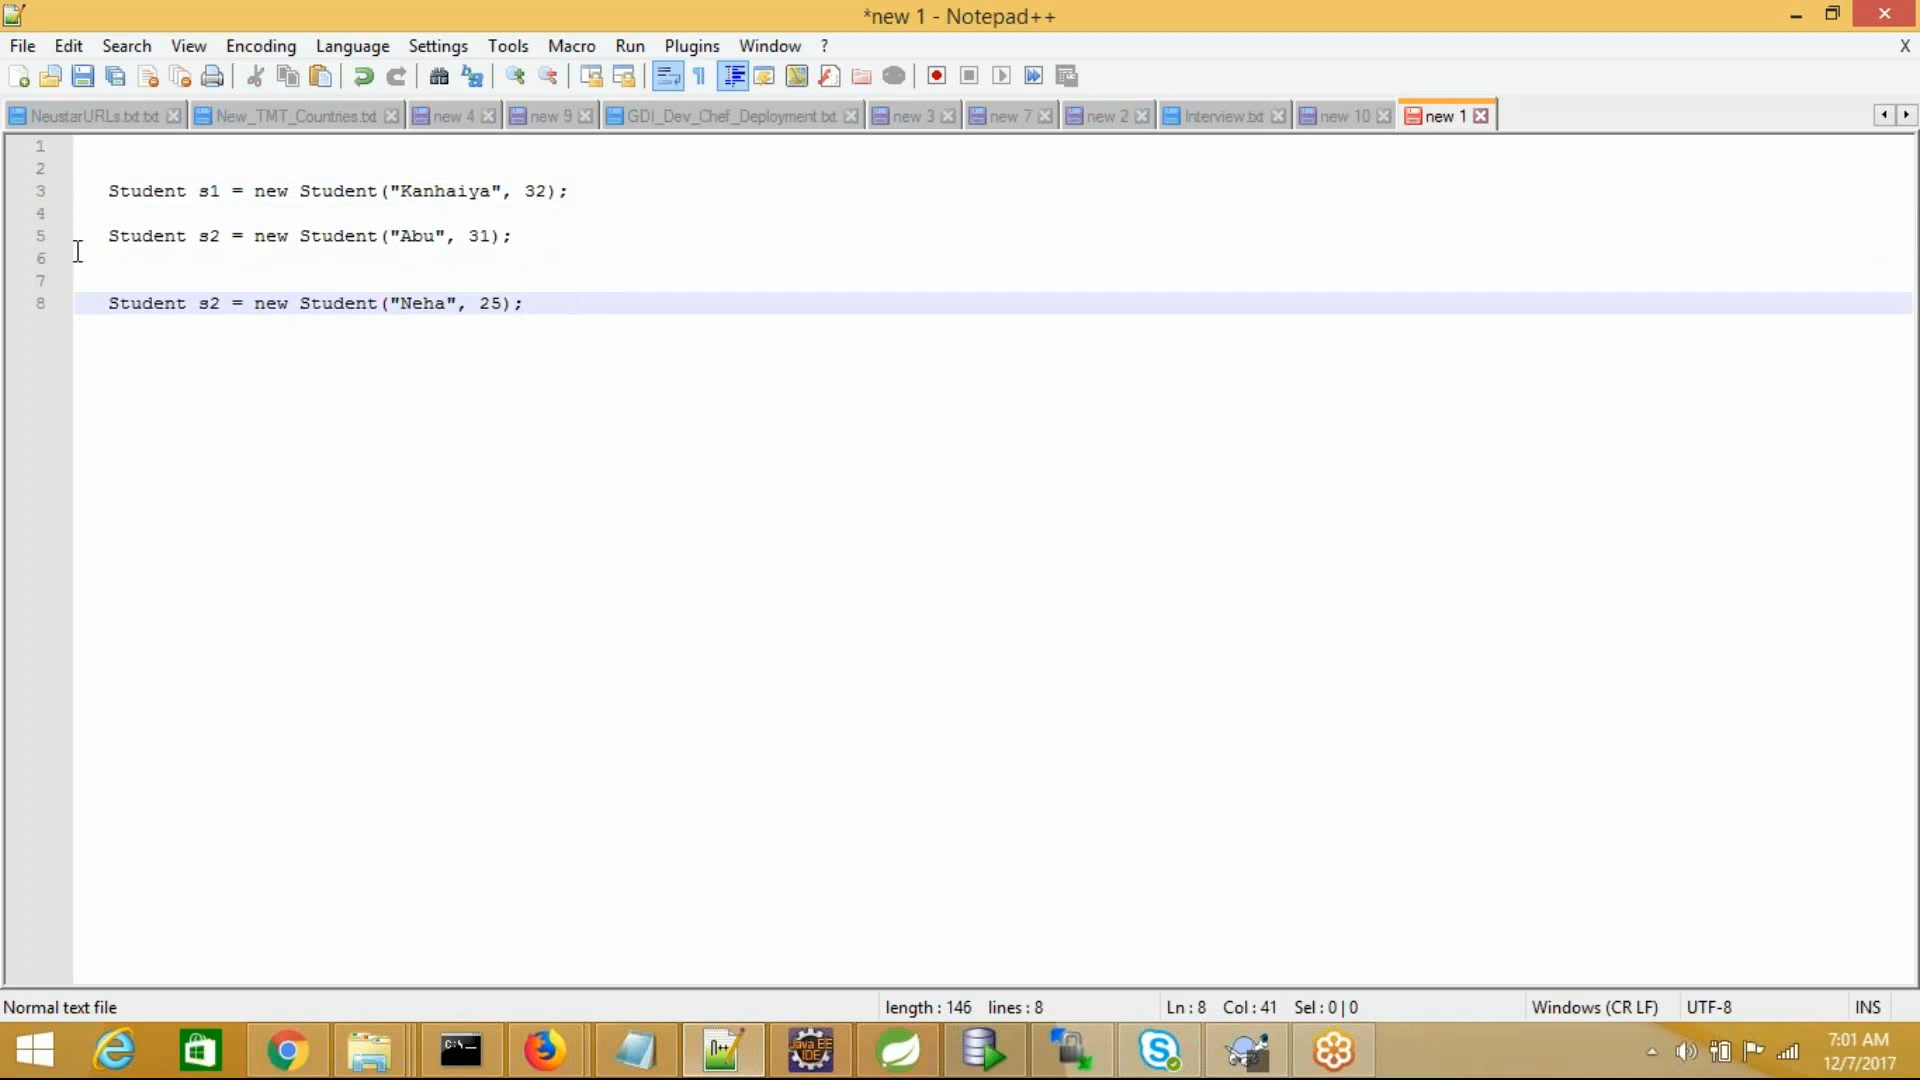 *new 1 - Notepad++
File Edit Search View Encoding Language Settings Tools Macro Run Plugins Window ? X
NeustarURLs.txt.txt New_TMT_Countries.txt new 4 new 9 GDI_Dev_Chef_Deployment.txt new 3 new 7 new 2 Interview.txt new 10 new 1
1
2
3 Student s1 = new Student("Kanhaiya", 32);
4
5 Student s2 = new Student("Abu", 31);
6
7
8 Student s2 = new Student("Neha", 25);
Normal text file length : 146 lines : 8 Ln : 8 Col : 41 Sel : 0 | 0 Windows (CR LF) UTF-8 INS
7:01 AM
12/7/2017